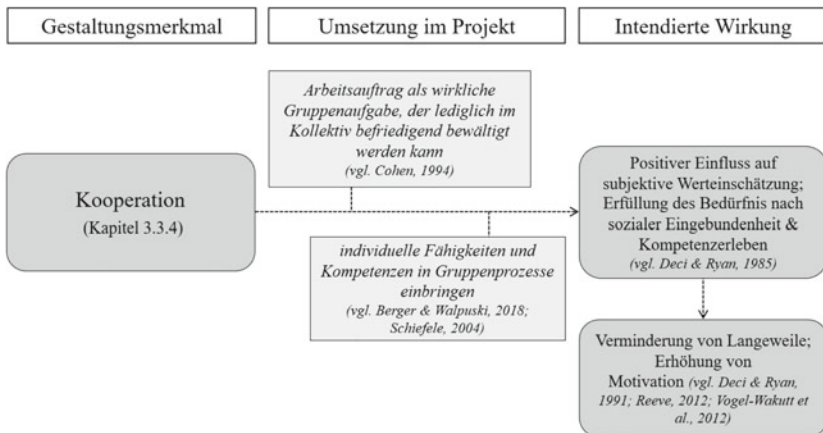 Gestaltungsmerkmal
Umsetzung im Projekt
Intendierte Wirkung
Arbeitsauftrag als wirkliche
Gruppenaufgabe, der lediglich im
Kollektiv befriedigend bewältigt
werden kann
(vgl. Cohen, 1994)
Kooperation
(Kapitel 3.3.4)
individuelle Fähigkeiten und
Kompetenzen in Gruppenprozesse
einbringen
(vgl. Berger & Walpuski, 2018;
Schiefele, 2004)
Positiver Einfluss auf
subjektive Werteinschätzung;
Erfüllung des Bedürfnis nach
sozialer Eingebundenheit &
Kompetenzerleben
(vgl. Deci & Ryan, 1985)
Verminderung von Langeweile;
Erhöhung von
Motivation (vgl. Deci & Ryan,
1991; Reeve, 2012; Vogel-Wakutt et
al., 2012)